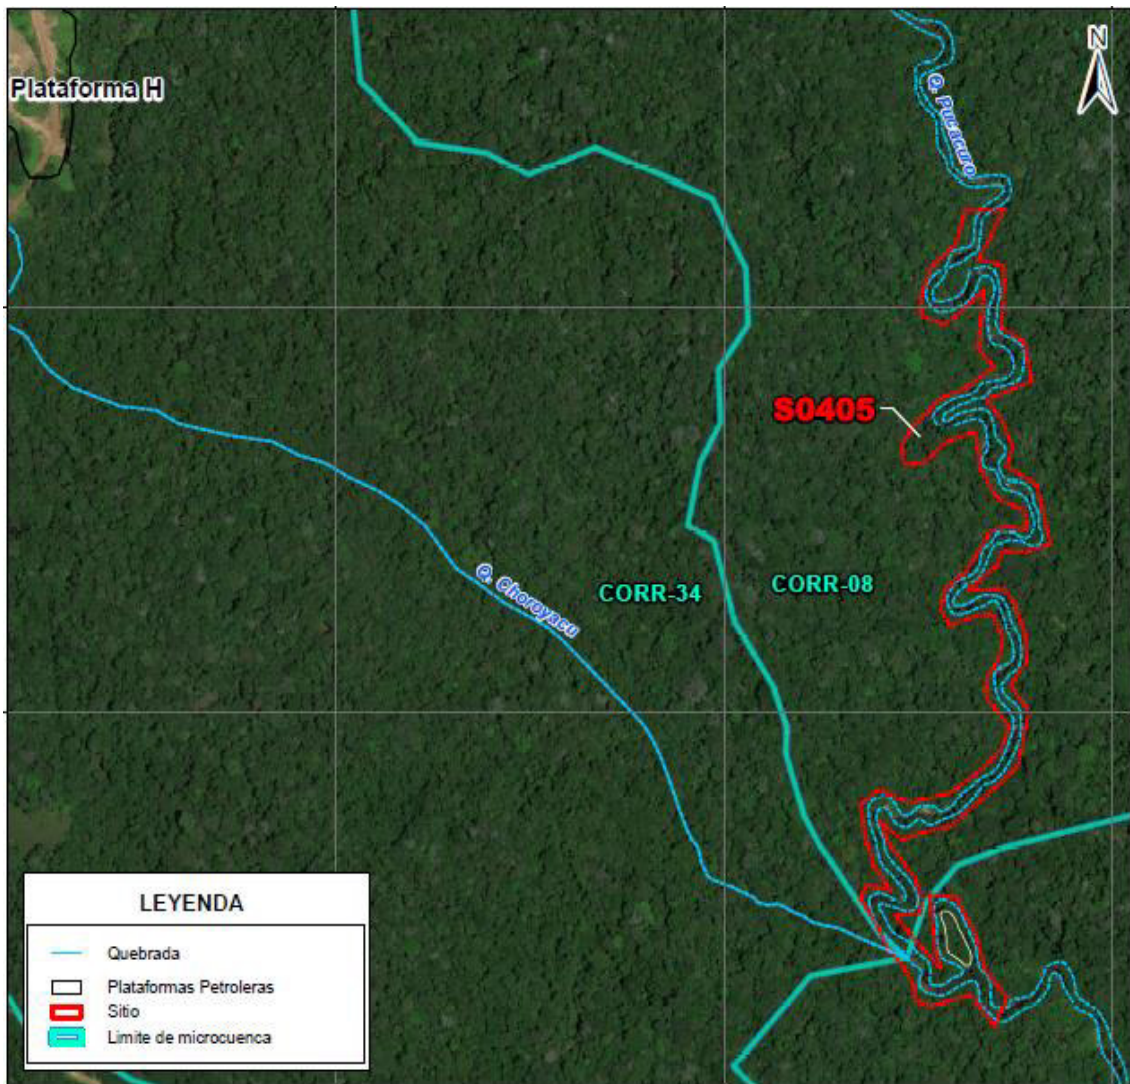 N
Plataforma H
Q. Pucacuro
S0405
Q. Choroyacu
CORR-34
CORR-08
LEYENDA
Quebrada
Plataformas Petroleras
Sitio
Limite de microcuenca